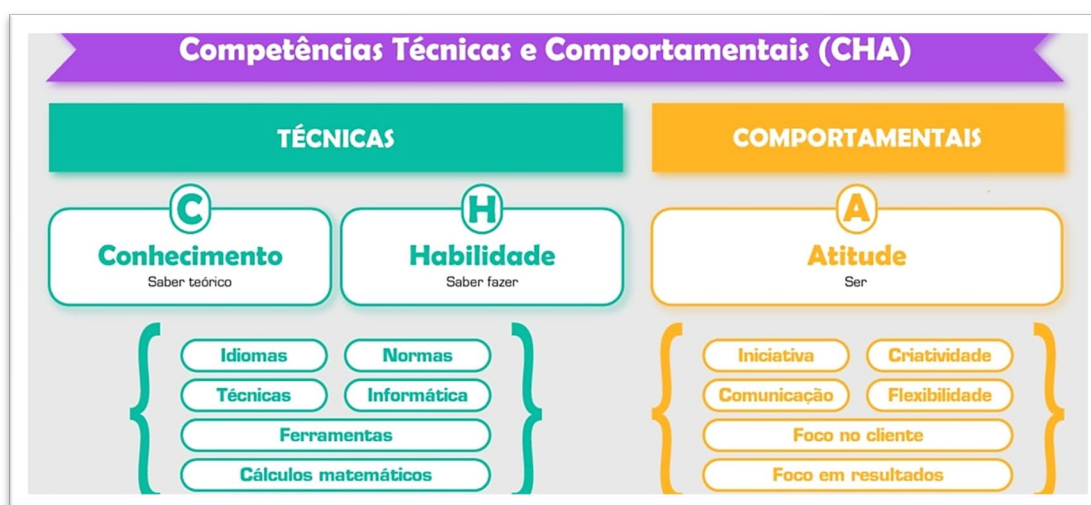 Competências Técnicas e Comportamentais (CHA)
TÉCNICAS
COMPORTAMENTAIS
C
Conhecimento
Saber teórico
H
Habilidade
Saber fazer
A
Atitude
Ser
Idiomas
Normas
Técnicas
Informática
Ferramentas
Cálculos matemáticos
Iniciativa
Criatividade
Comunicação
Flexibilidade
Foco no cliente
Foco em resultados